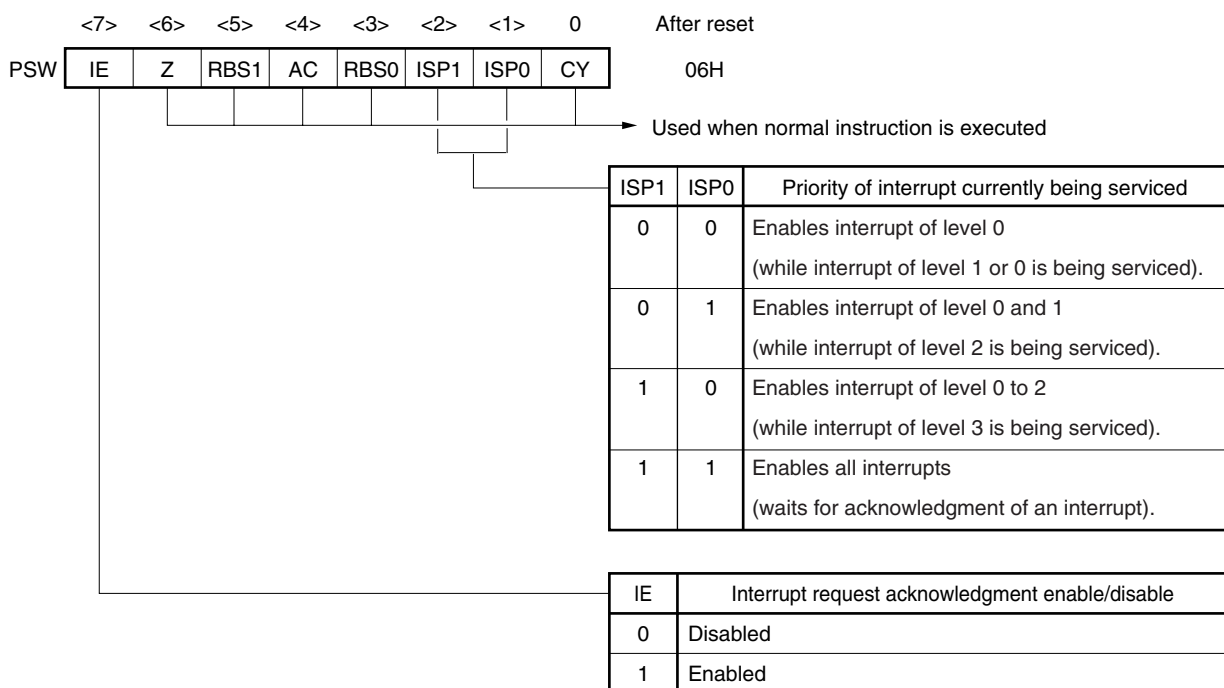 <7> <6> <5> <4> <3> <2> <1> 0 After reset
PSW IE Z RBS1 AC RBS0 ISP1 ISP0 CY 06H
Used when normal instruction is executed
ISP1 ISP0 Priority of interrupt currently being serviced
0 0 Enables interrupt of level 0
(while interrupt of level 1 or 0 is being serviced).
0 1 Enables interrupt of level 0 and 1
(while interrupt of level 2 is being serviced).
1 0 Enables interrupt of level 0 to 2
(while interrupt of level 3 is being serviced).
1 1 Enables all interrupts
(waits for acknowledgment of an interrupt).
IE Interrupt request acknowledgment enable/disable
0 Disabled
1 Enabled